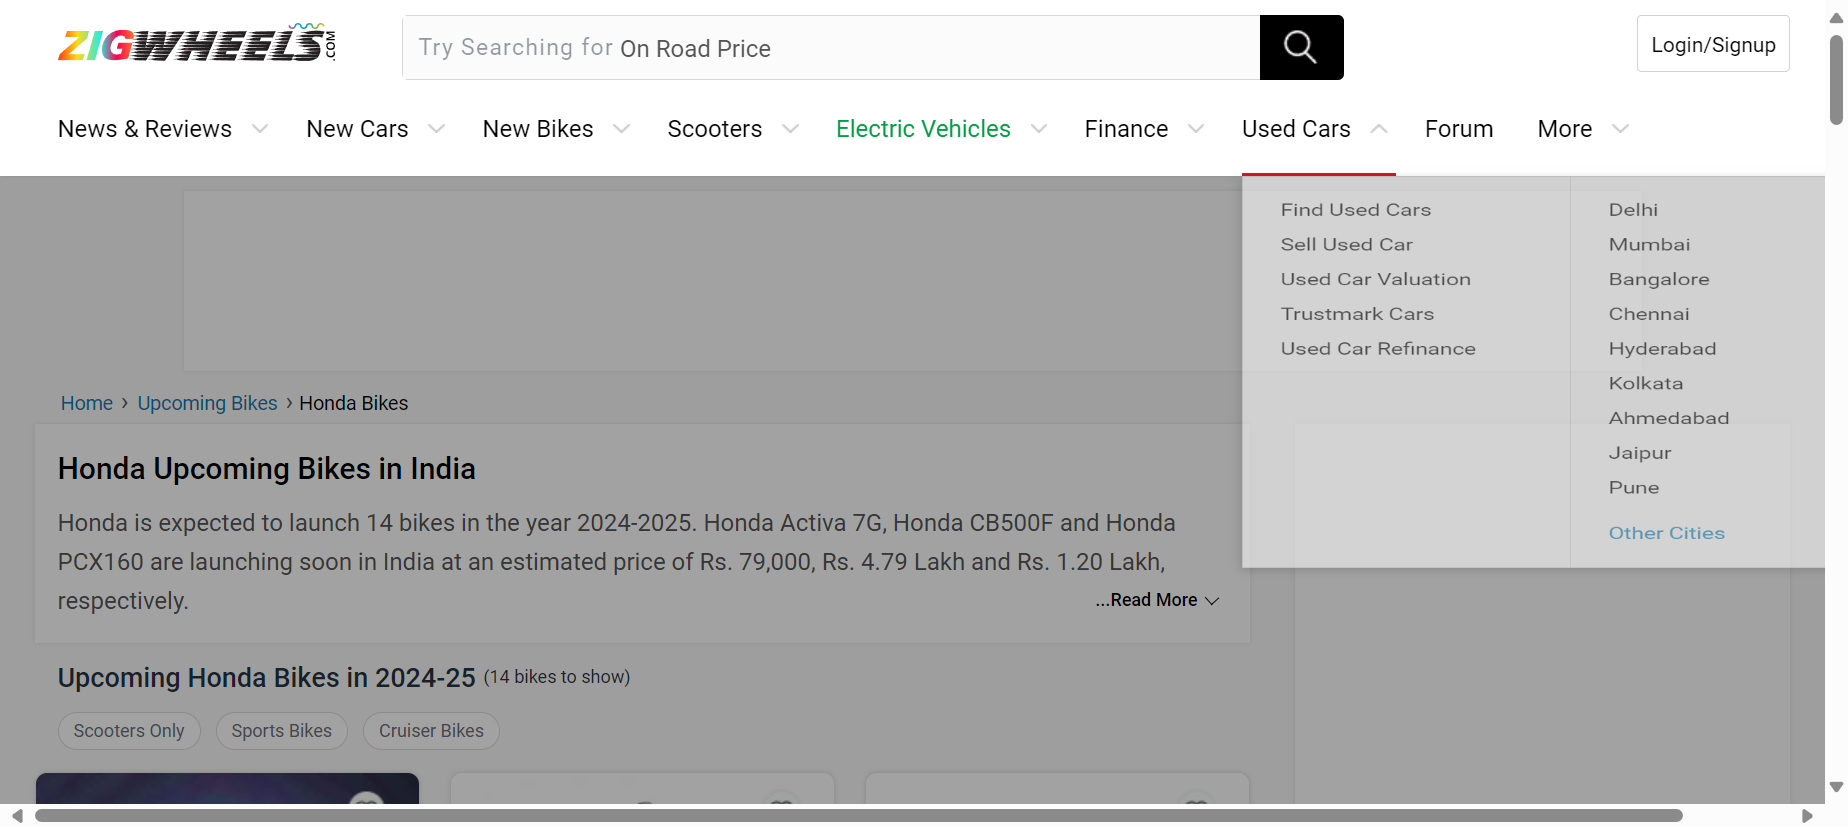 ZIGWHEELS.COM
Try Searching for On Road Price
Login/Signup
News & Reviews New Cars New Bikes Scooters Electric Vehicles Finance Used Cars Forum More
Find Used Cars
Sell Used Car
Used Car Valuation
Trustmark Cars
Used Car Refinance
Delhi
Mumbai
Bangalore
Chennai
Hyderabad
Kolkata
Ahmedabad
Jaipur
Pune
Other Cities
Home › Upcoming Bikes › Honda Bikes
Honda Upcoming Bikes in India
Honda is expected to launch 14 bikes in the year 2024-2025. Honda Activa 7G, Honda CB500F and Honda
PCX160 are launching soon in India at an estimated price of Rs. 79,000, Rs. 4.79 Lakh and Rs. 1.20 Lakh,
respectively.
...Read More
Upcoming Honda Bikes in 2024-25 (14 bikes to show)
Scooters Only Sports Bikes Cruiser Bikes